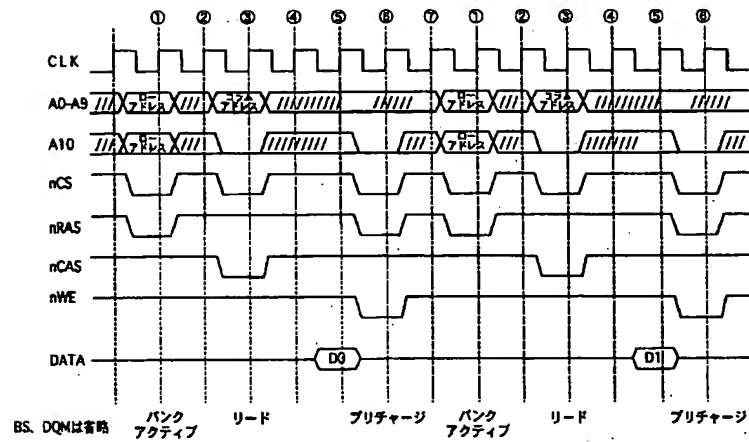 ① ② ③ ④ ⑤ ⑥ ⑦ ① ② ③ ④ ⑤ ⑥
CLK
A0-A9 ローアドレス コラムアドレス ローアドレス コラムアドレス
A10 ローアドレス ローアドレス
nCS
nRAS
nCAS
nWE
DATA D0 D1
BS、DQMは省略 バンクアクティブ リード プリチャージ バンクアクティブ リード プリチャージ